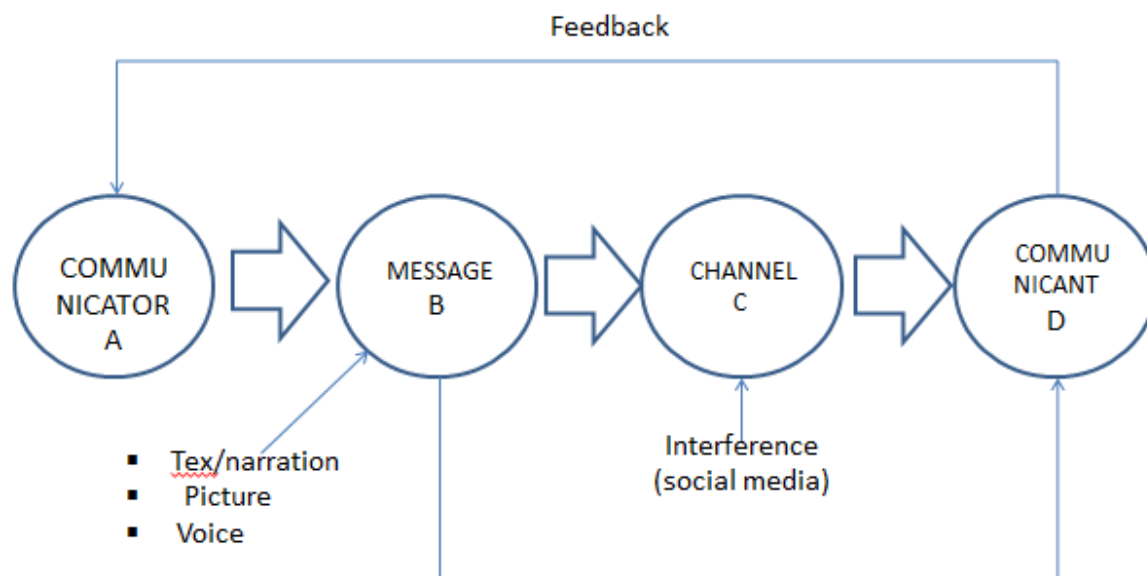 Feedback
COMMU
NICATOR
A
MESSAGE
B
CHANNEL
C
COMMU
NICANT
D
▪ Tex/narration
▪ Picture
▪ Voice
Interference
(social media)